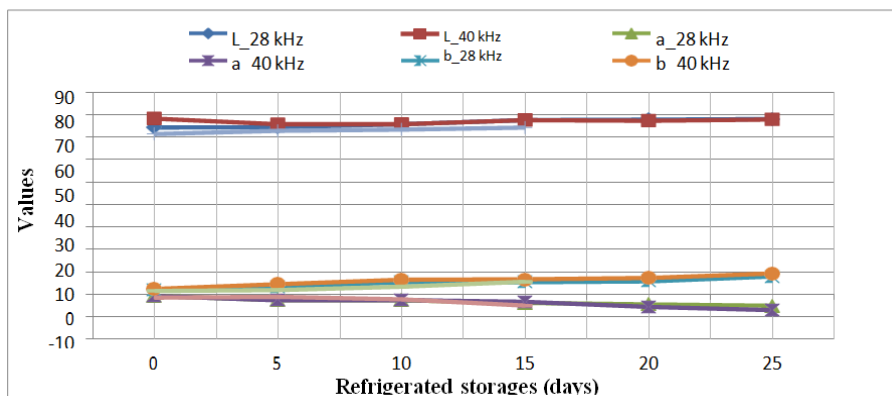 L_28 kHz L_40 kHz a_28 kHz
a 40 kHz b_28 kHz b 40 kHz
90
80
70
60
50
40
30
20
10
0
-10
Values
0 5 10 15 20 25
Refrigerated storages (days)